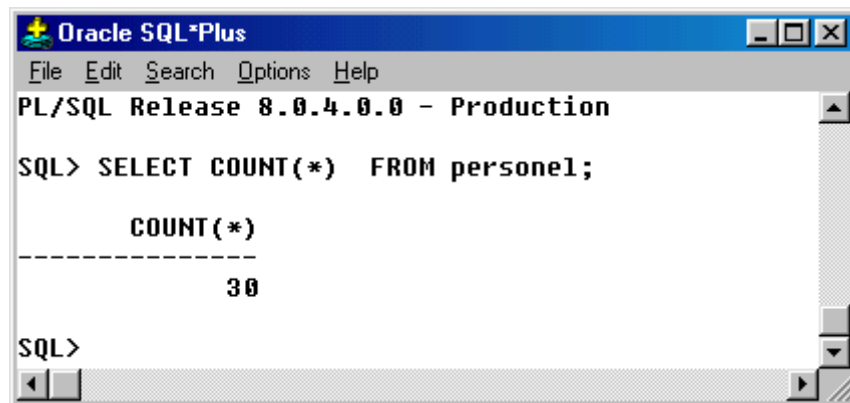 Oracle SQL*Plus
File Edit Search Options Help
PL/SQL Release 8.0.4.0.0 - Production
SQL> SELECT COUNT(*)  FROM personel;
COUNT(*)
---------------
30
SQL>